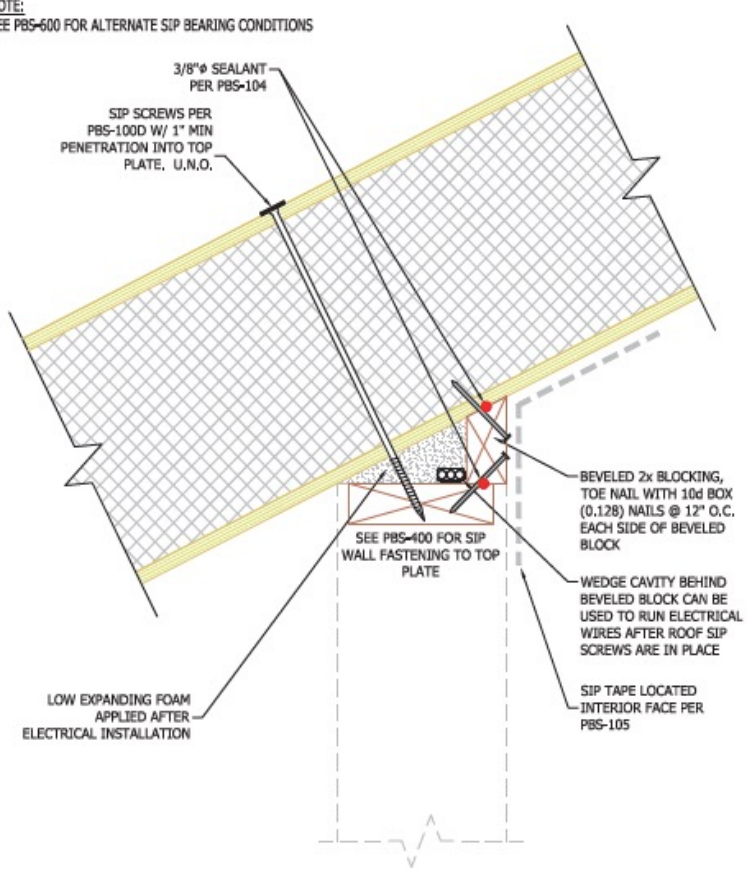 OTE:
EE PBS-600 FOR ALTERNATE SIP BEARING CONDITIONS
3/8"ø SEALANT
PER PBS-104
SIP SCREWS PER
PBS-100D W/ 1" MIN
PENETRATION INTO TOP
PLATE, U.N.O.
BEVELED 2x BLOCKING,
TOE NAIL WITH 10d BOX
(0.128) NAILS @ 12" O.C.
EACH SIDE OF BEVELED
BLOCK
SEE PBS-400 FOR SIP
WALL FASTENING TO TOP
PLATE
WEDGE CAVITY BEHIND
BEVELED BLOCK CAN BE
USED TO RUN ELECTRICAL
WIRES AFTER ROOF SIP
SCREWS ARE IN PLACE
LOW EXPANDING FOAM
APPLIED AFTER
ELECTRICAL INSTALLATION
SIP TAPE LOCATED
INTERIOR FACE PER
PBS-105